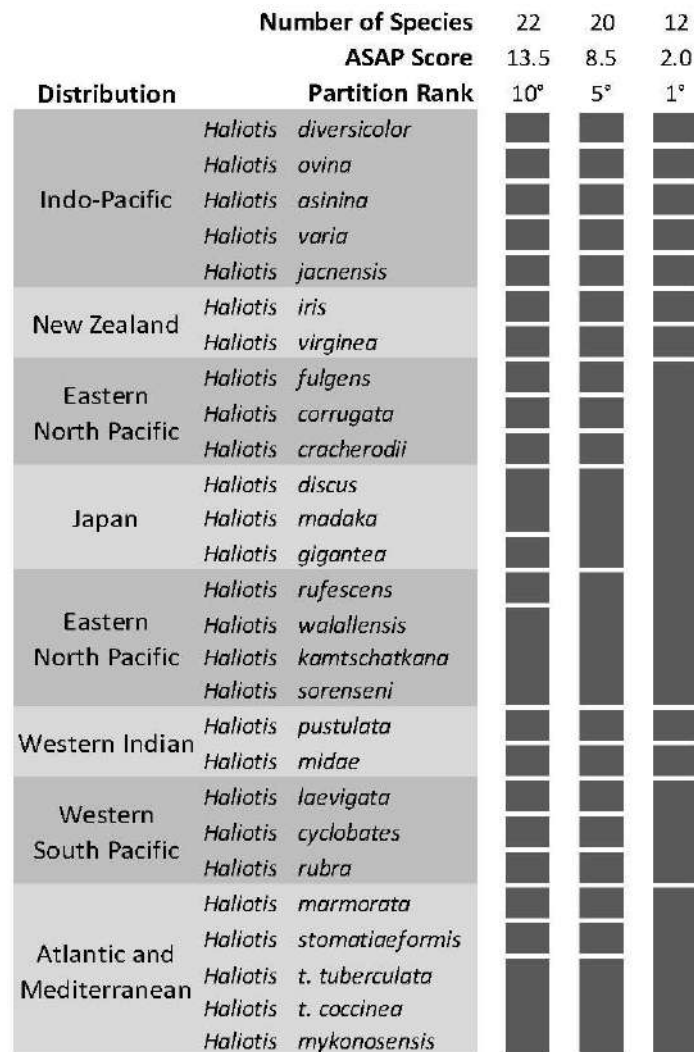 Number of Species 22 20 12
ASAP Score 13.5 8.5 2.0
Distribution Partition Rank 10° 5° 1°
Indo-Pacific
Haliotis diversicolor
Haliotis ovina
Haliotis asinina
Haliotis varia
Haliotis jacnensis
New Zealand
Haliotis iris
Haliotis virginea
Eastern
North Pacific
Haliotis fulgens
Haliotis corrugata
Haliotis cracherodii
Japan
Haliotis discus
Haliotis madaka
Haliotis gigantea
Eastern
North Pacific
Haliotis rufescens
Haliotis walallensis
Haliotis kamtschatkana
Haliotis sorenseni
Western Indian
Haliotis pustulata
Haliotis midae
Western
South Pacific
Haliotis laevigata
Haliotis cyclobates
Haliotis rubra
Atlantic and
Mediterranean
Haliotis marmorata
Haliotis stomatiaeformis
Haliotis t. tuberculata
Haliotis t. coccinea
Haliotis mykonosensis